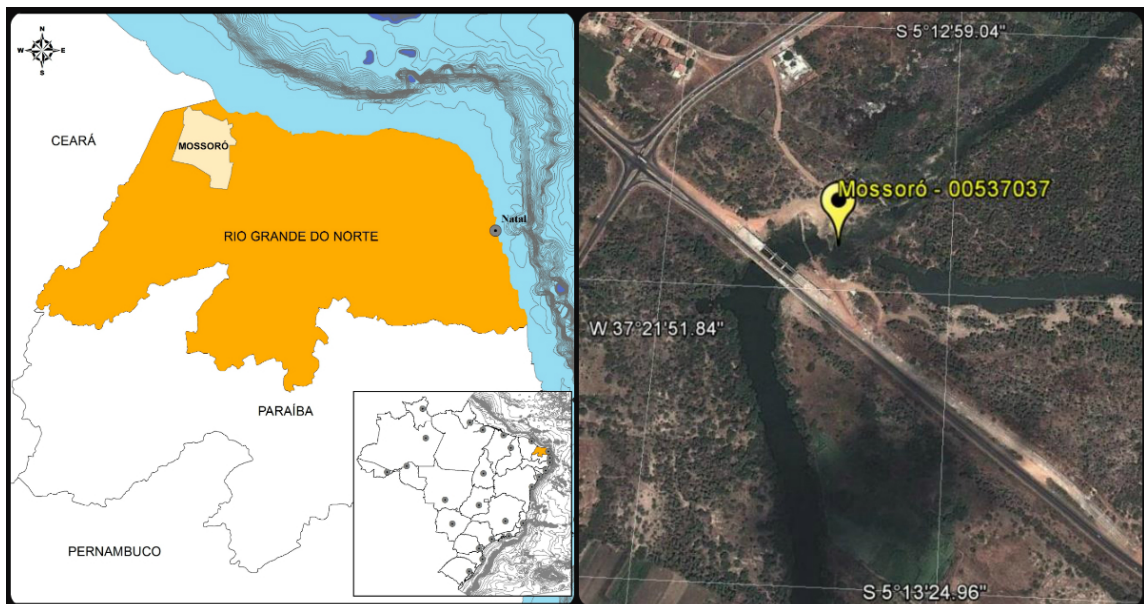 N
W E
S
CEARÁ
MOSSORÓ
Natal
RIO GRANDE DO NORTE
PARAÍBA
PERNAMBUCO
S 5°12'59.04"
Mossoró - 00537037
W 37°21'51.84"
S 5°13'24.96"